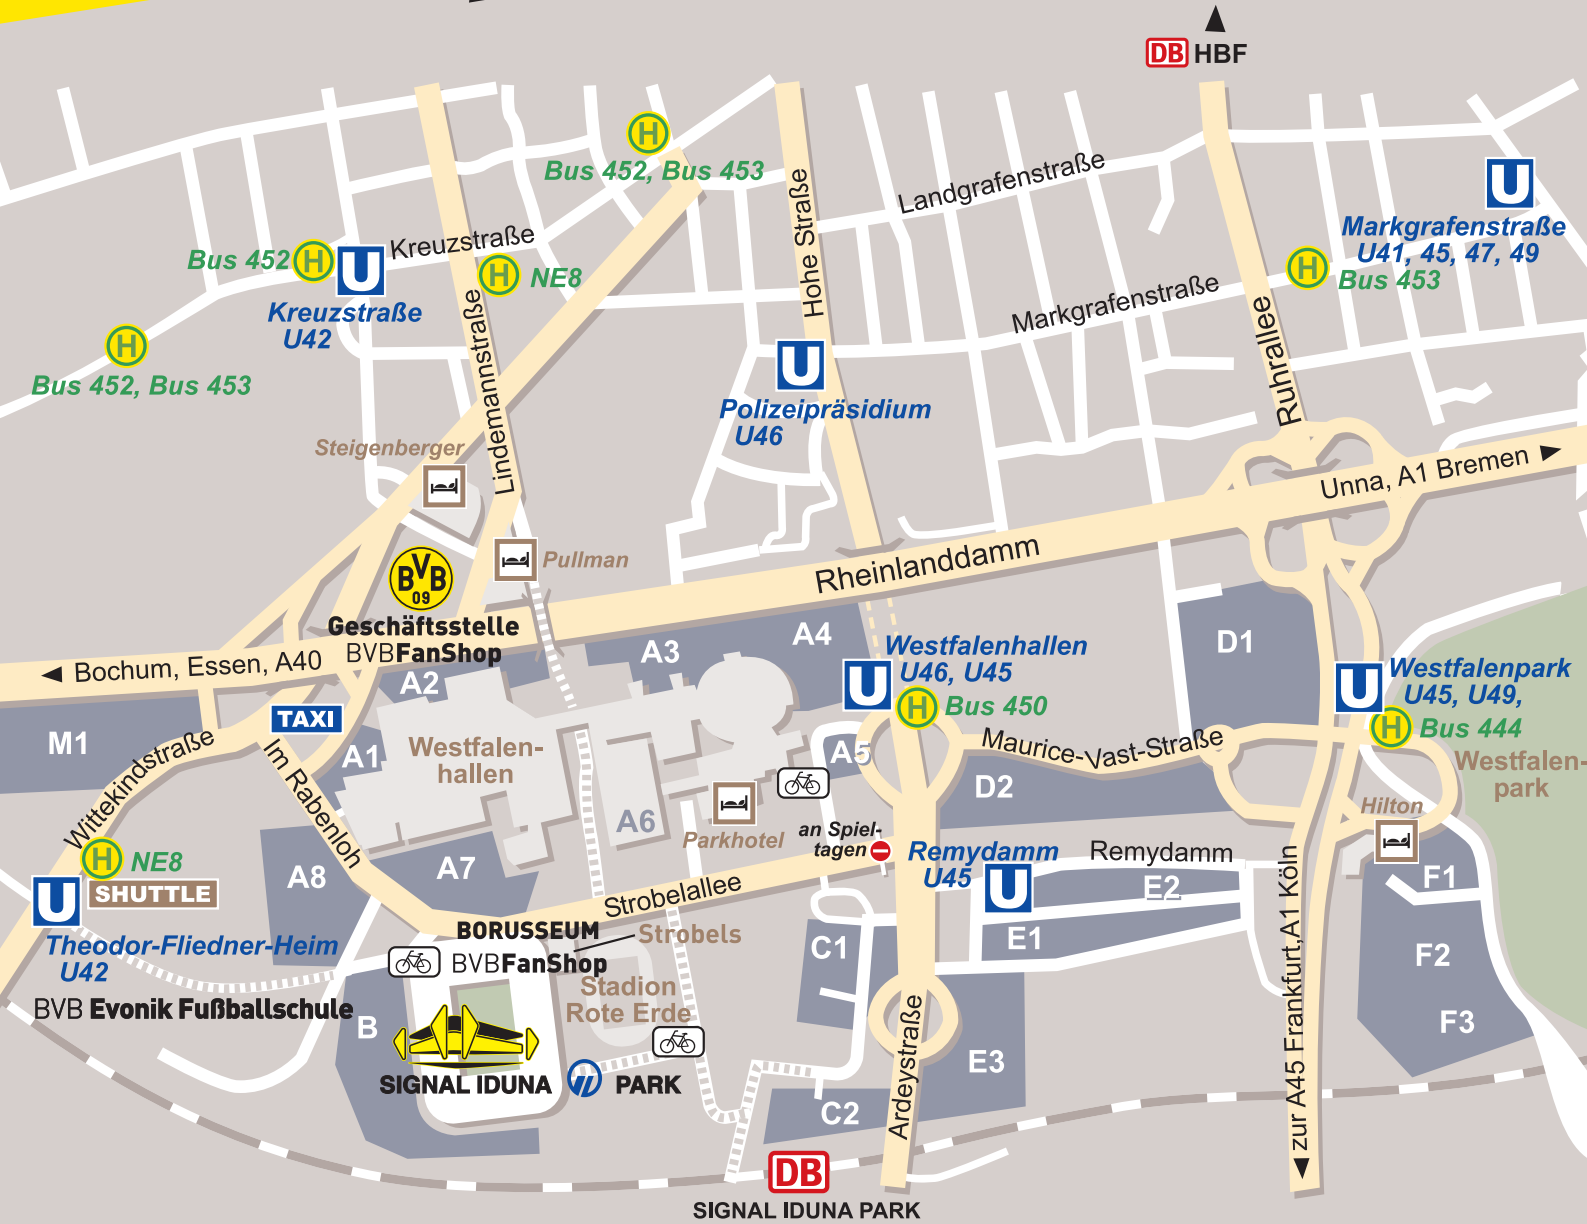 DB HBF
H
Bus 452, Bus 453
Landgrafenstraße
Hohe Straße
U
Markgrafenstraße
U41, 45, 47, 49
H
Bus 453
Bus 452
H
U
Kreuzstraße
Kreuzstraße
U42
H
NE8
Lindemannstraße
Markgrafenstraße
Ruhrallee
H
Bus 452, Bus 453
U
Polizeipräsidium
U46
Steigenberger
Unna, A1 Bremen
Pullman
BVB
09
Geschäftsstelle
BVBFanShop
Rheinlanddamm
Bochum, Essen, A40
A2
A3
A4
D1
U
Westfalenhallen
U46, U45
H
Bus 450
U
Westfalenpark
U45, U49,
H
Bus 444
Westfalen-
park
M1
TAXI
Wittekindstraße
Im Rabenloh
A1
Westfalen-
hallen
A5
Maurice-Vast-Straße
D2
A6
Parkhotel
an Spiel-
tagen
Hilton
H
NE8
SHUTTLE
U
Theodor-Fliedner-Heim
U42
A8
A7
Strobelallee
Remydamm
U45
U
Remydamm
E2
E1
F1
F2
F3
BORUSSEUM
BVBFanShop
Strobels
Stadion
Rote Erde
C1
BVB Evonik Fußballschule
B
SIGNAL IDUNA PARK
E3
C2
Ardeystraße
zur A45 Frankfurt,A1 Köln
DB
SIGNAL IDUNA PARK